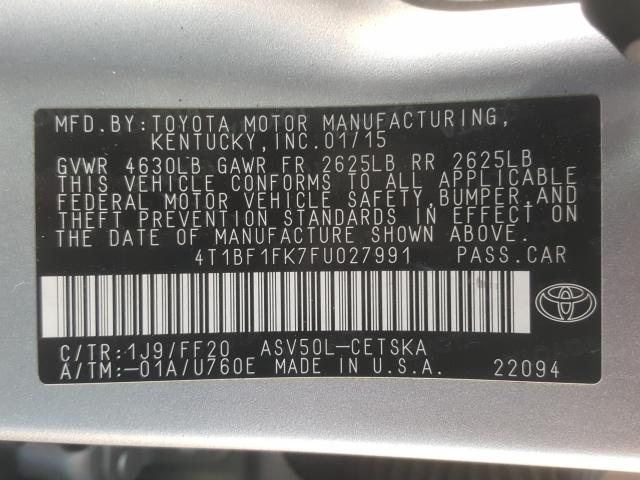 MFD.BY:TOYOTA MOTOR MANUFACTURING,
KENTUCKY,INC.01/15
GVWR 4630LB GAWR FR 2625LB RR 2625LB
THIS VEHICLE CONFORMS TO ALL APPLICABLE
FEDERAL MOTOR VEHICLE SAFETY,BUMPER,AND
THEFT PREVENTION STANDARDS IN EFFECT ON
THE DATE OF MANUFACTURE SHOWN ABOVE.
4T1BF1FK7FU027991 PASS.CAR
C/TR:1J9/FF20 ASV50L-CETSKA
A/TM:-01A/U760E MADE IN U.S.A. 22094